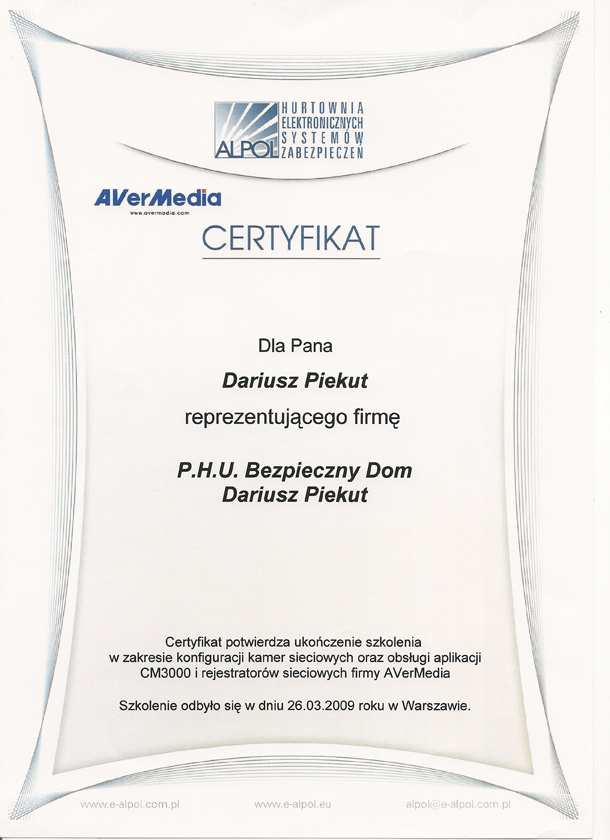 HURTOWNIA
ELEKTRONICZNYCH
SYSTEMÓW
ZABEZPIECZEŃ
ALPOL
AVerMedia
www.avermedia.com
CERTYFIKAT
Dla Pana
Dariusz Piekut
reprezentującego firmę
P.H.U. Bezpieczny Dom
Dariusz Piekut
Certyfikat potwierdza ukończenie szkolenia
w zakresie konfiguracji kamer sieciowych oraz obsługi aplikacji
CM3000 i rejestratorów sieciowych firmy AVerMedia
Szkolenie odbyło się w dniu 26.03.2009 roku w Warszawie.
www.e-alpol.com.pl www.e-alpol.eu alpol@e-alpol.com.pl